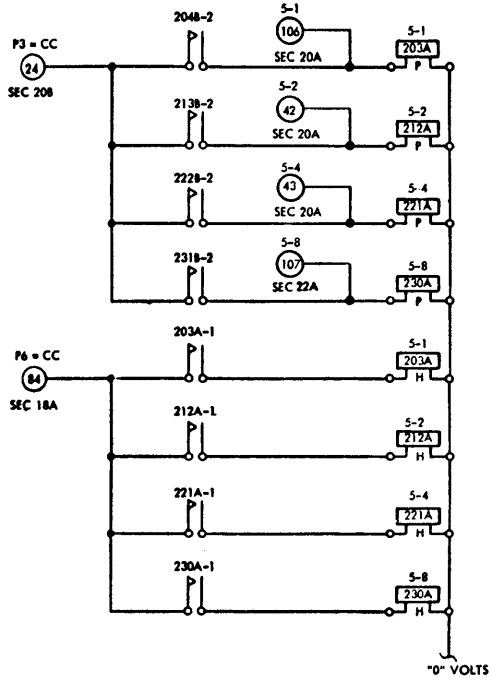 204B-2
5-1
5-1
P3 = CC
106
203A
24
SEC 20A
P
SEC 20B
213B-2
5-2
5-2
42
212A
SEC 20A
P
222B-2
5-4
5-4
43
221A
SEC 20A
P
231B-2
5-8
5-8
107
230A
SEC 22A
P
203A-1
5-1
P6 = CC
203A
84
H
SEC 18A
212A-1
5-2
212A
H
221A-1
5-4
221A
H
230A-1
5-8
230A
H
"0" VOLTS